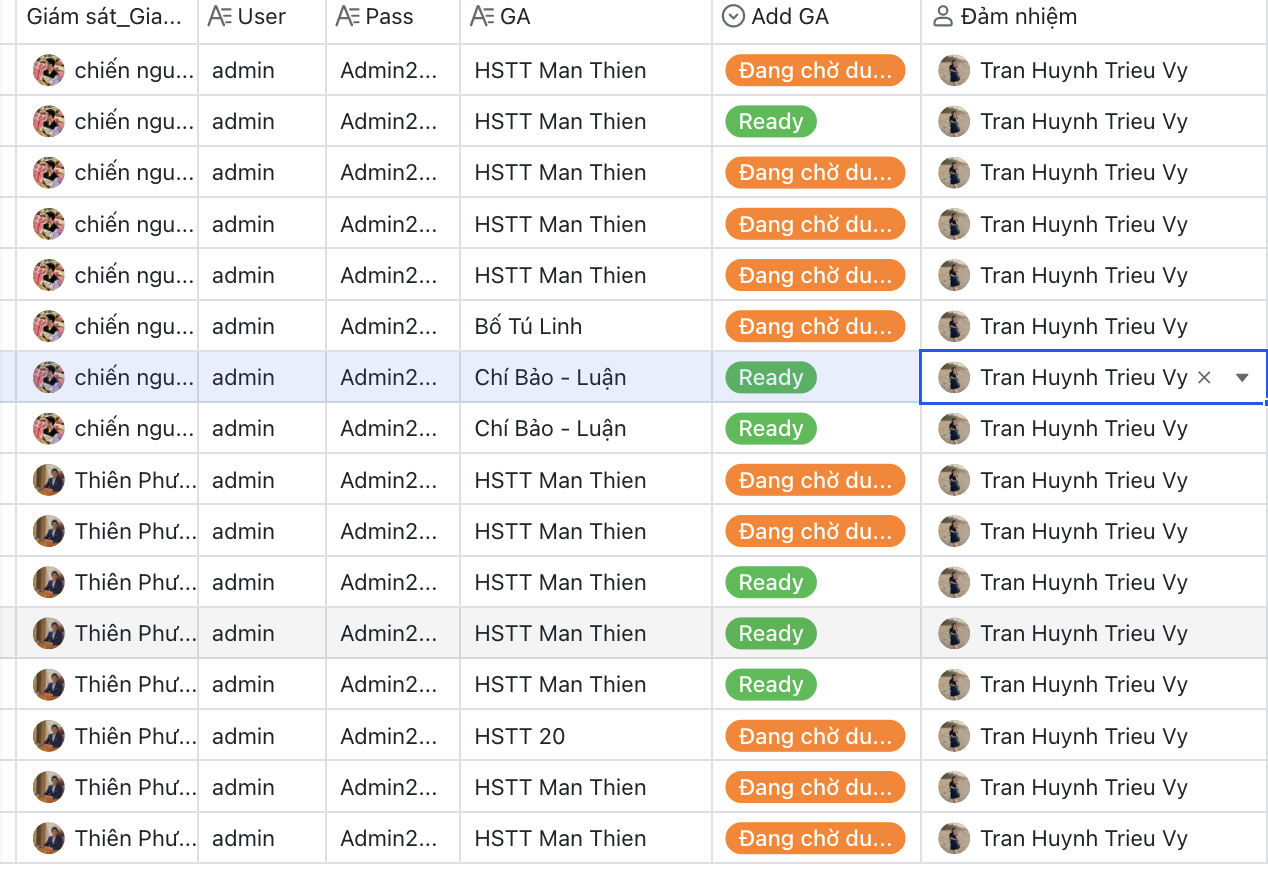 Giám sát_Gia... User Pass GA Add GA Đảm nhiệm
chiến ngu... admin Admin2... HSTT Man Thien Đang chờ du... Tran Huynh Trieu Vy
chiến ngu... admin Admin2... HSTT Man Thien Ready Tran Huynh Trieu Vy
chiến ngu... admin Admin2... HSTT Man Thien Đang chờ du... Tran Huynh Trieu Vy
chiến ngu... admin Admin2... HSTT Man Thien Đang chờ du... Tran Huynh Trieu Vy
chiến ngu... admin Admin2... HSTT Man Thien Đang chờ du... Tran Huynh Trieu Vy
chiến ngu... admin Admin2... Bố Tú Linh Đang chờ du... Tran Huynh Trieu Vy
chiến ngu... admin Admin2... Chí Bảo - Luận Ready Tran Huynh Trieu Vy
chiến ngu... admin Admin2... Chí Bảo - Luận Ready Tran Huynh Trieu Vy
Thiên Phư... admin Admin2... HSTT Man Thien Đang chờ du... Tran Huynh Trieu Vy
Thiên Phư... admin Admin2... HSTT Man Thien Đang chờ du... Tran Huynh Trieu Vy
Thiên Phư... admin Admin2... HSTT Man Thien Ready Tran Huynh Trieu Vy
Thiên Phư... admin Admin2... HSTT Man Thien Ready Tran Huynh Trieu Vy
Thiên Phư... admin Admin2... HSTT Man Thien Ready Tran Huynh Trieu Vy
Thiên Phư... admin Admin2... HSTT 20 Đang chờ du... Tran Huynh Trieu Vy
Thiên Phư... admin Admin2... HSTT Man Thien Đang chờ du... Tran Huynh Trieu Vy
Thiên Phư... admin Admin2... HSTT Man Thien Đang chờ du... Tran Huynh Trieu Vy